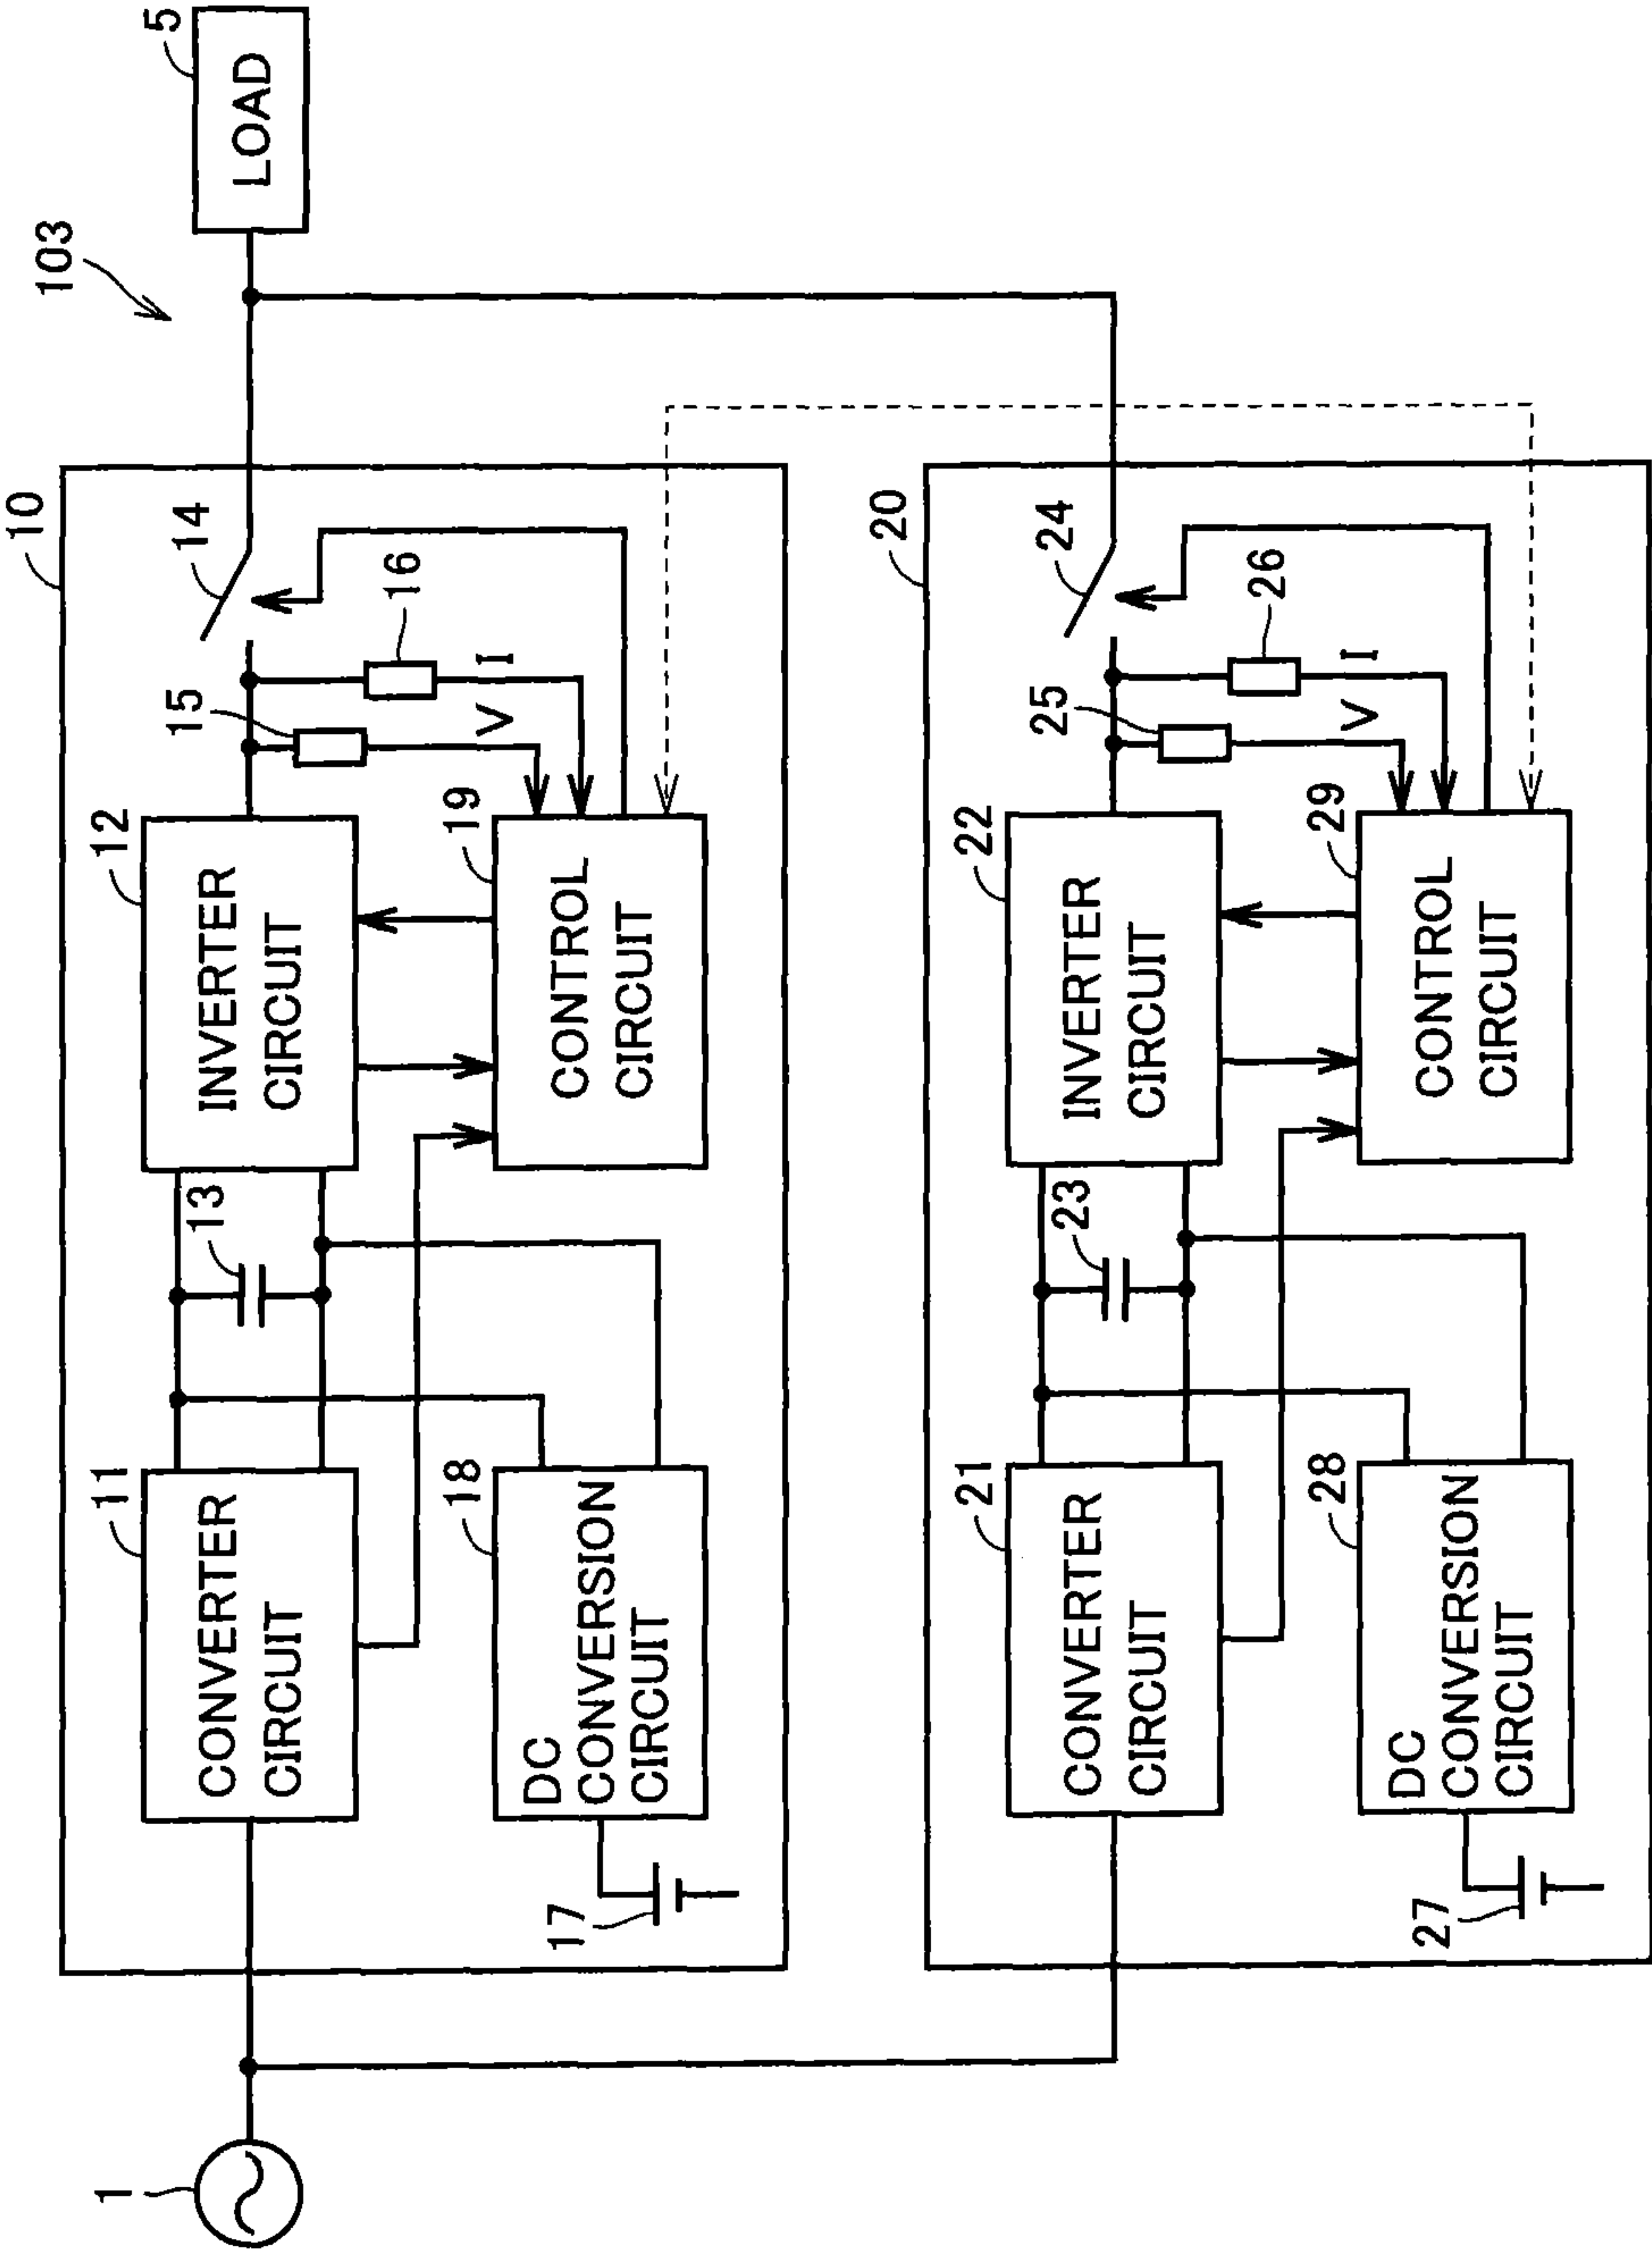 103
1
5
LOAD
10
11
CONVERTER
CIRCUIT
13
12
INVERTER
CIRCUIT
14
15
16
V
I
17
18
DC
CONVERSION
CIRCUIT
19
CONTROL
CIRCUIT
20
21
CONVERTER
CIRCUIT
23
22
INVERTER
CIRCUIT
24
25
26
V
I
27
28
DC
CONVERSION
CIRCUIT
29
CONTROL
CIRCUIT